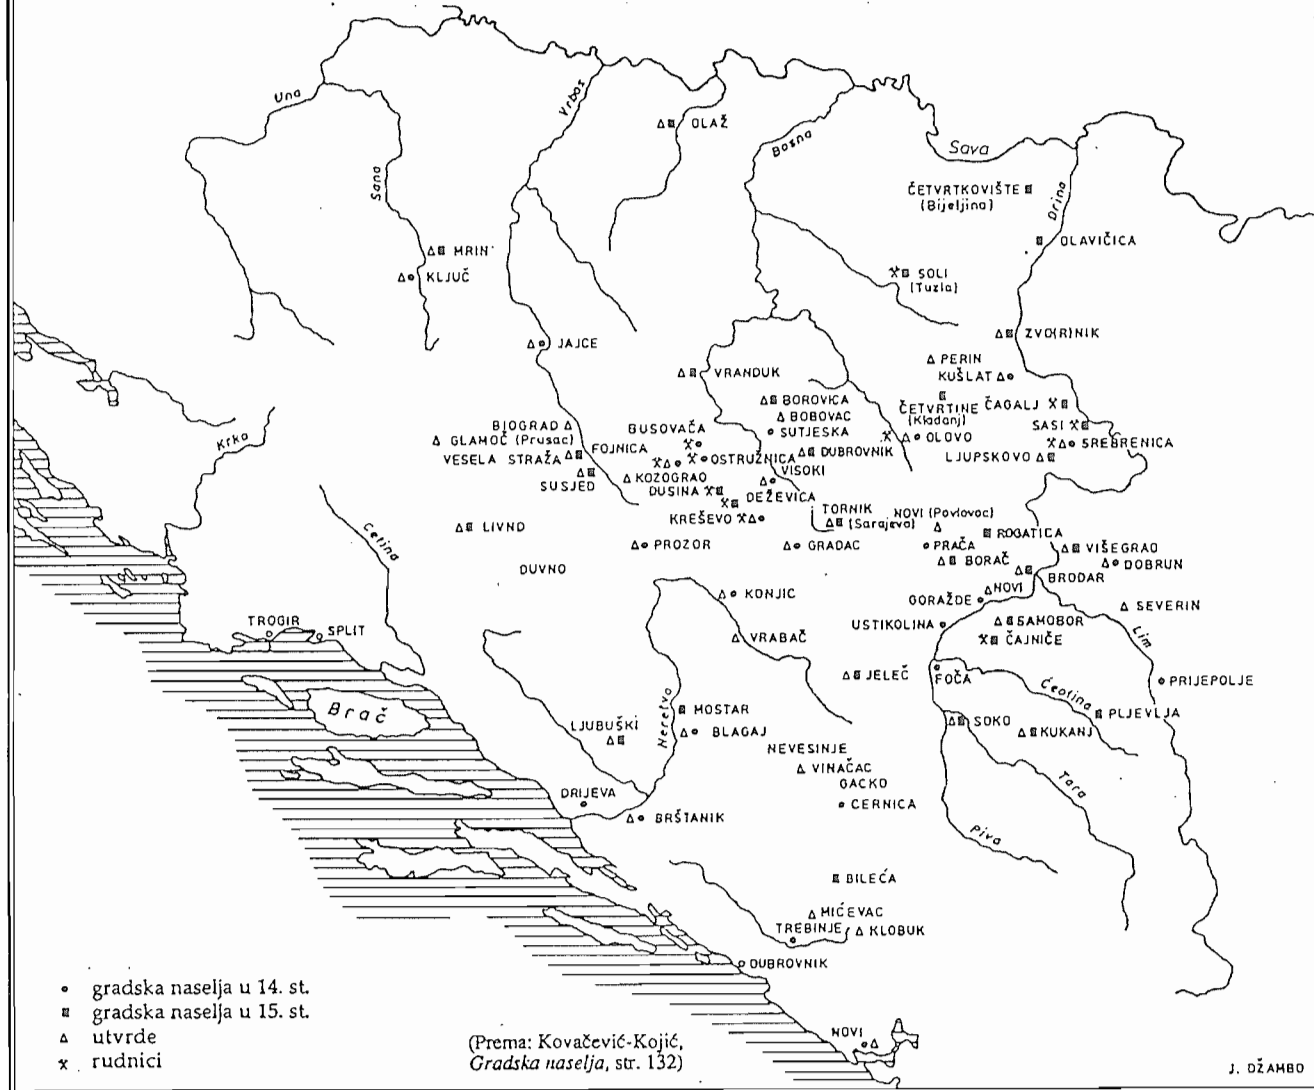 Una
Vrbas
OLAŽ
Bosna
Sava
Sana
ČETVRTKOVIŠTE
(Bijeljina)
Drina
OLAVIČICA
MRIN
KLJUČ
SOLI
(Tuzla)
ZVO(R)NIK
JAJCE
PERIN
VRANDUK
KUŠLAT
BOROVICA
ČETVRTINE
(Kladanj)
ČAGALJ
BOBOVAC
BIOGRAD
(Prusac)
GUSOVAČA
SUTJESKA
SASI
Krka
GLAMOČ
FOJNICA
OLOVO
SREBRENICA
VESELA STRAŽA
OSTRUŽNICA
DUBROVNIK
LJUPSKOVO
SUSJED
KOZOGRAD
VISOKI
DUSINA
DEŽEVICA
TORNIK
(Sarajevo)
NOVI (Pavlovac)
KREŠEVO
LIVNO
ROGATICA
Cetina
PROZOR
GRADAC
PRAČA
VIŠEGRAD
BORAČ
DOBRUN
DUVNO
BRODAR
KONJIC
NOVI
GORAŽDE
SEVERIN
TROGIR
SPLIT
VRABAČ
USTIKOLINA
SAMOBOR
ČAJNIČE
Lim
JELEČ
FOČA
PRIJEPOLJE
Ćeotina
Brač
Neretva
MOSTAR
PLJEVLJA
LJUBUŠKI
BLAGAJ
SOKO
KUKANJ
NEVESINJE
VINAČAC
GACKO
Tara
DRIJEVA
CERNICA
BRŠTANIK
Piva
BILEĆA
MIĆEVAC
TREBINJE
KLOBUK
DUBROVNIK
gradska naselja u 14. st.
gradska naselja u 15. st.
utvrde
rudnici
(Prema: Kovačević-Kojić,
Gradska naselja, str. 132)
NOVI
J. DŽAMBO